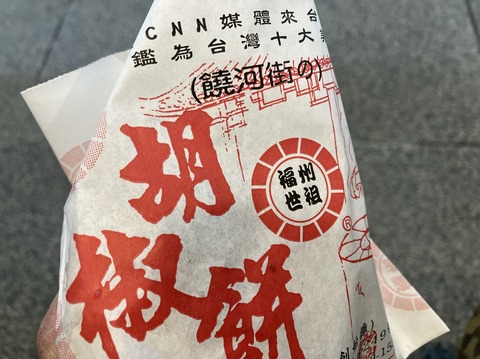 CNN媒體來台
鑑為台灣十大
(饒河街の)
胡
椒餅
福州
世祖